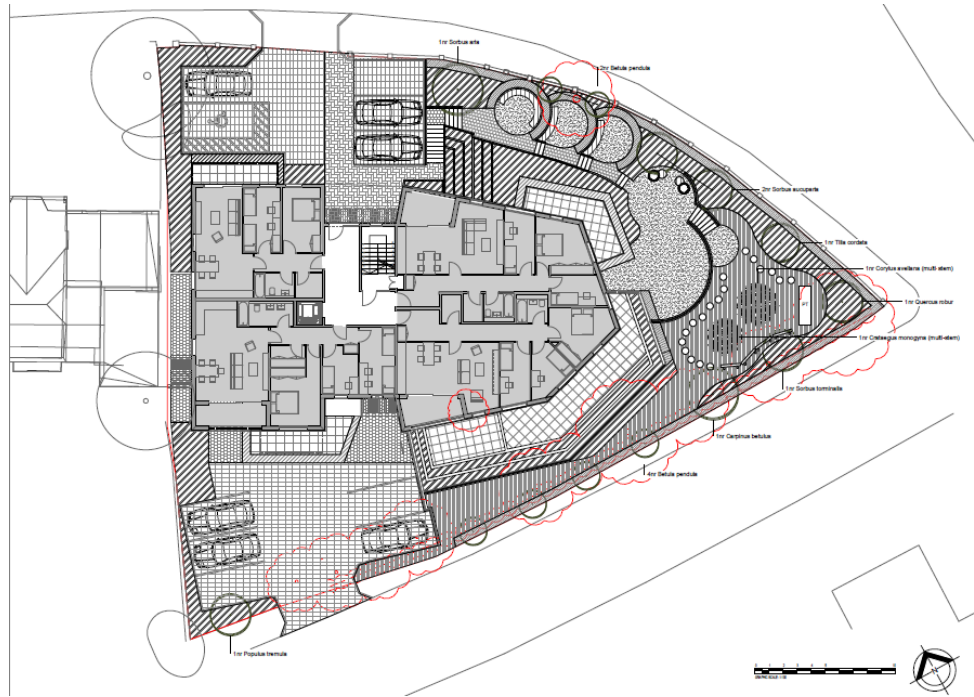 1nr Sorbus aria
2nr Betula pendula
2nr Sorbus aucuparia
1nr Tilia cordata
1nr Corylus avellana (multi-stem)
1nr Quercus robur
PT
1nr Crataegus monogyna (multi-stem)
1nr Sorbus torminalis
1nr Carpinus betulus
4nr Betula pendula
1nr Populus tremula